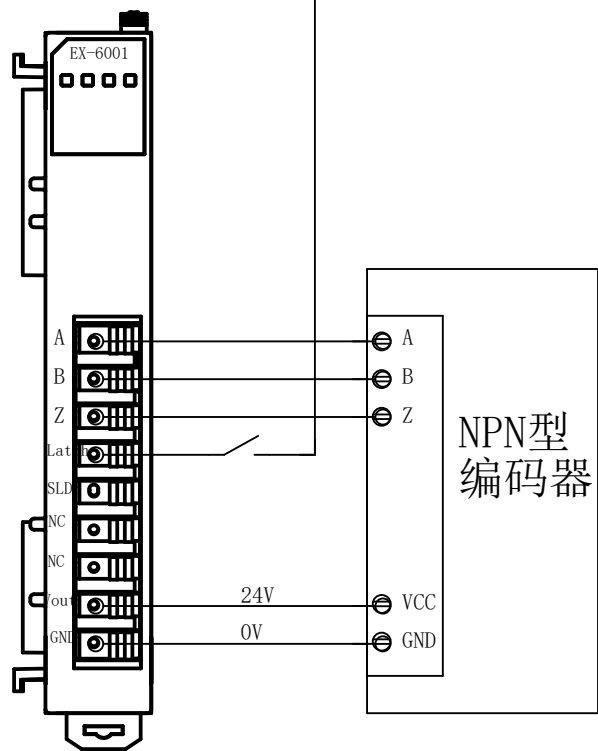 EX-6001
A
B
Z
Latch
SLD
NC
NC
Vout
GND
24V
0V
A
B
Z
VCC
GND
NPN型
编码器